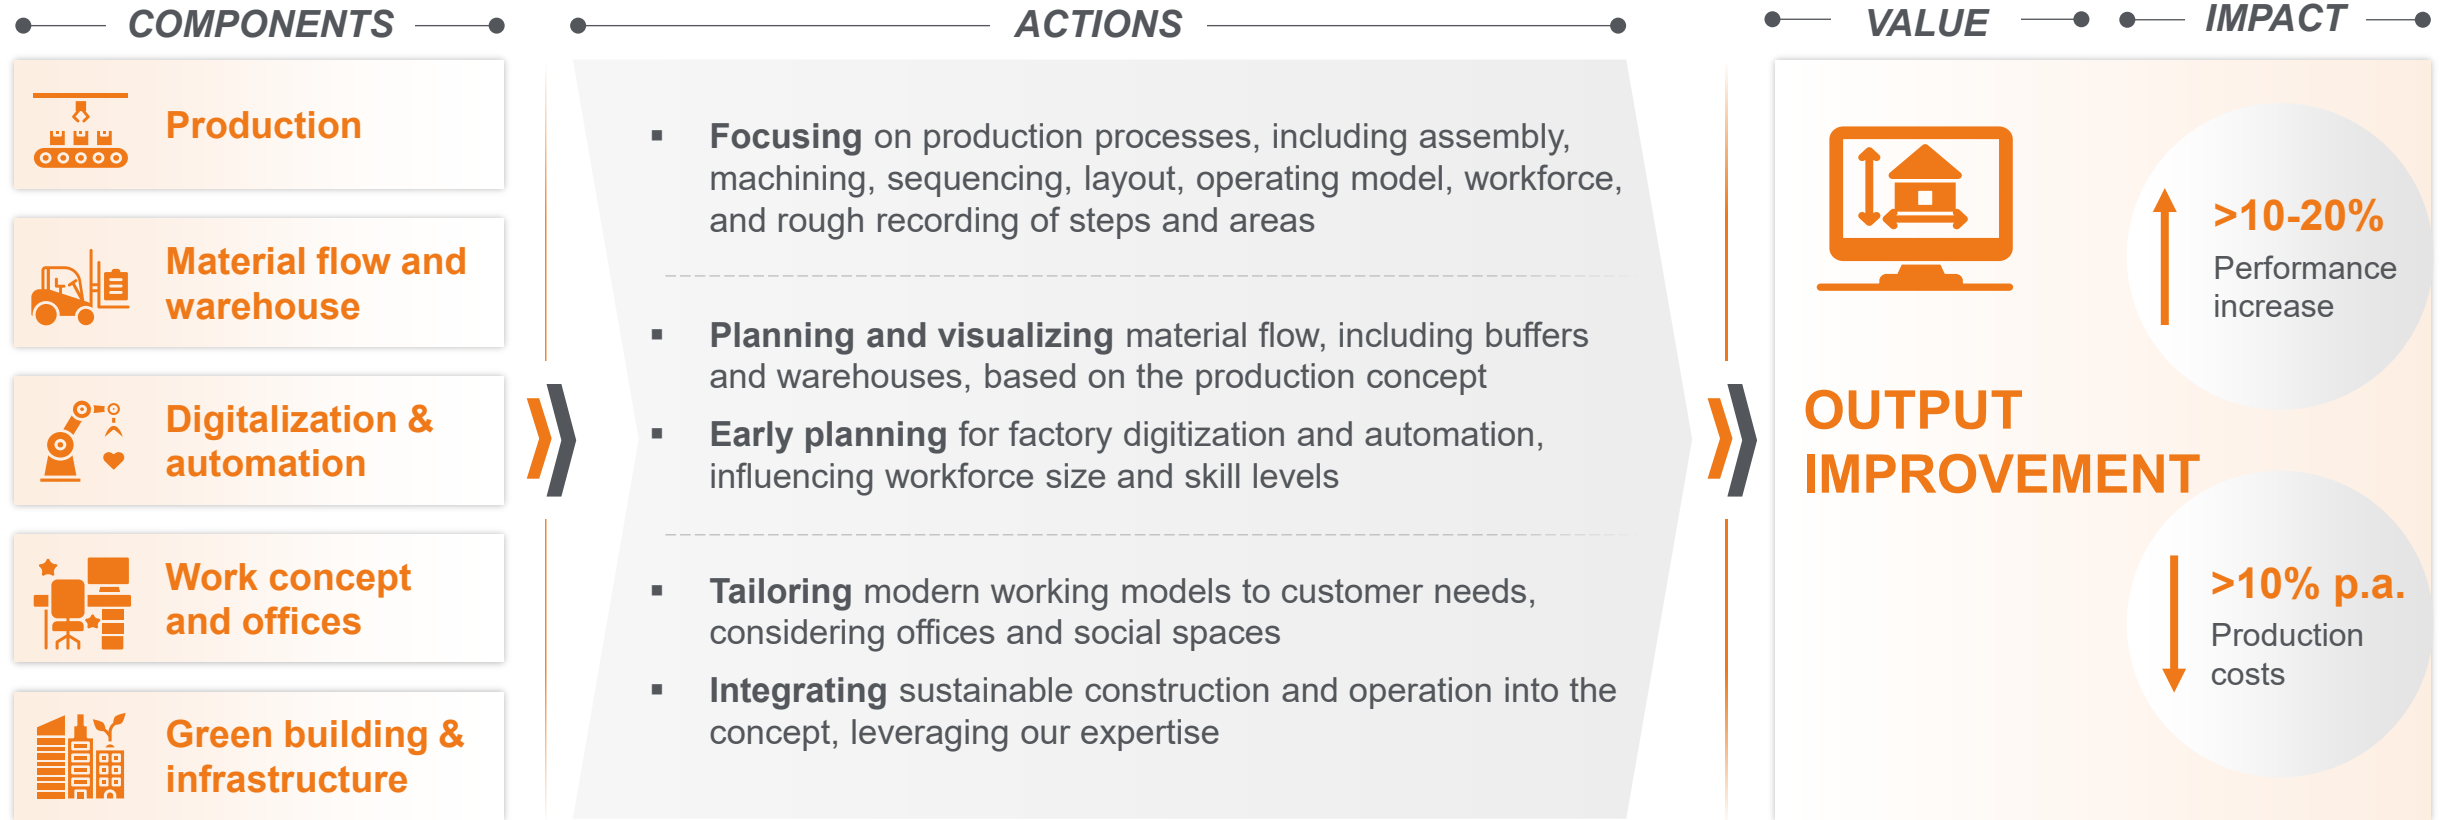 COMPONENTS
ACTIONS
VALUE
IMPACT
Production
Material flow and
warehouse
Digitalization &
automation
Work concept
and offices
Green building &
infrastructure
▪ Focusing on production processes, including assembly,
machining, sequencing, layout, operating model, workforce,
and rough recording of steps and areas
▪ Planning and visualizing material flow, including buffers
and warehouses, based on the production concept
▪ Early planning for factory digitization and automation,
influencing workforce size and skill levels
▪ Tailoring modern working models to customer needs,
considering offices and social spaces
▪ Integrating sustainable construction and operation into the
concept, leveraging our expertise
OUTPUT
IMPROVEMENT
>10-20%
Performance
increase
>10% p.a.
Production
costs